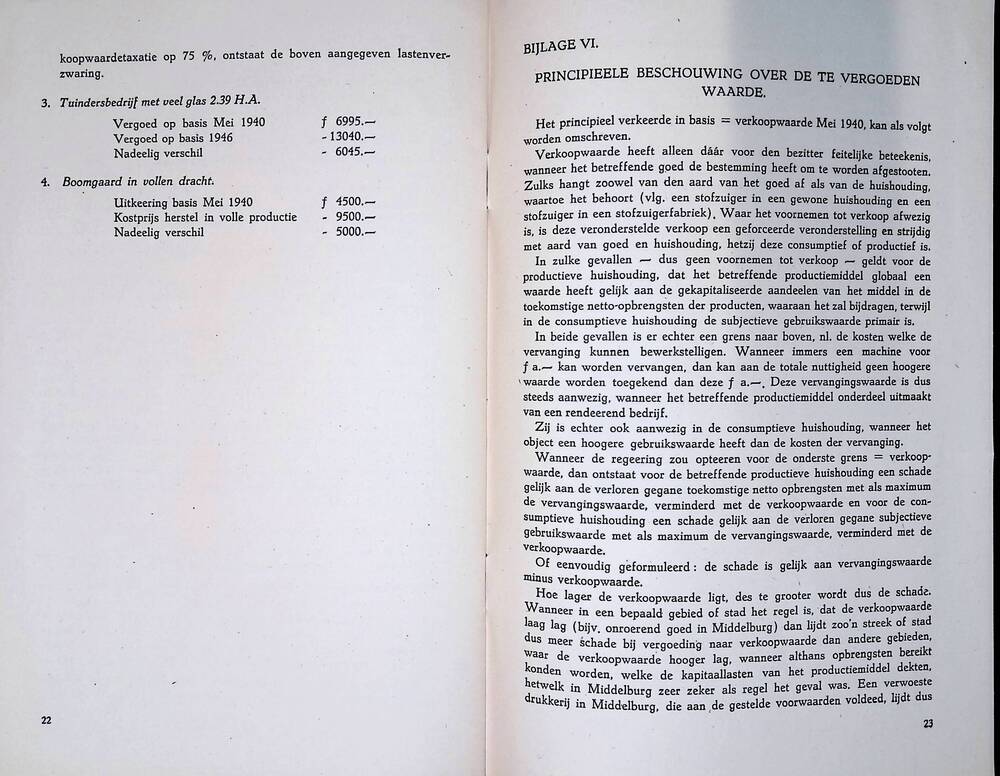 koopwaardetaxatie op 75 %, ontstaat de boven aangegeven lastenver-
zwaring.
3. Tuindersbedrijf met veel glas 2.39 H.A.
Vergoed op basis Mei 1940 ƒ 6995.—
Vergoed op basis 1946 - 13040.—
Nadeelig verschil - 6045.—
4. Boomgaard in vollen dracht.
Uitkeering basis Mei 1940 ƒ 4500.—
Kostprijs herstel in volle productie - 9500.—
Nadeelig verschil - 5000.—
22
BIJLAGE VI.
PRINCIPIEELE BESCHOUWING OVER DE TE VERGOEDEN
WAARDE.
Het principieel verkeerde in basis = verkoopwaarde Mei 1940, kan als volgt
worden omschreven.
Verkoopwaarde heeft alleen dáár voor den bezitter feitelijke beteekenis,
wanneer het betreffende goed de bestemming heeft om te worden afgestooten.
Zulks hangt zoowel van den aard van het goed af als van de huishouding,
waartoe het behoort (vlg. een stofzuiger in een gewone huishouding en een
stofzuiger in een stofzuigerfabriek). Waar het voornemen tot verkoop afwezig
is, is deze veronderstelde verkoop een geforceerde veronderstelling en strijdig
met aard van goed en huishouding, hetzij deze consumptief of productief is.
In zulke gevallen — dus geen voornemen tot verkoop — geldt voor de
productieve huishouding, dat het betreffende productiemiddel globaal een
waarde heeft gelijk aan de gekapitaliseerde aandeelen van het middel in de
toekomstige netto-opbrengsten der producten, waaraan het zal bijdragen, terwijl
in de consumptieve huishouding de subjectieve gebruikswaarde primair is.
In beide gevallen is er echter een grens naar boven, nl. de kosten welke de
vervanging kunnen bewerkstelligen. Wanneer immers een machine voor
ƒ a.— kan worden vervangen, dan kan aan de totale nuttigheid geen hoogere
waarde worden toegekend dan deze ƒ a.—. Deze vervangingswaarde is dus
steeds aanwezig, wanneer het betreffende productiemiddel onderdeel uitmaakt
van een rendeerend bedrijf.
Zij is echter ook aanwezig in de consumptieve huishouding, wanneer het
object een hoogere gebruikswaarde heeft dan de kosten der vervanging.
Wanneer de regeering zou opteeren voor de onderste grens = verkoop-
waarde, dan ontstaat voor de betreffende productieve huishouding een schade
gelijk aan de verloren gegane toekomstige netto opbrengsten met als maximum
de vervangingswaarde, verminderd met de verkoopwaarde en voor de con-
sumptieve huishouding een schade gelijk aan de verloren gegane subjectieve
gebruikswaarde met als maximum de vervangingswaarde, verminderd met de
verkoopwaarde.
Of eenvoudig geformuleerd : de schade is gelijk aan vervangingswaarde
minus verkoopwaarde.
Hoe lager de verkoopwaarde ligt, des te grooter wordt dus de schade.
Wanneer in een bepaald gebied of stad het regel is, dat de verkoopwaarde
laag lag (bijv. onroerend goed in Middelburg) dan lijdt zoo'n streek of stad
dus meer schade bij vergoeding naar verkoopwaarde dan andere gebieden,
waar de verkoopwaarde hooger lag, wanneer althans opbrengsten bereikt
konden worden, welke de kapitaallasten van het productiemiddel dekten,
hetwelk in Middelburg zeer zeker als regel het geval was. Een verwoeste
drukkerij in Middelburg, die aan de gestelde voorwaarden voldeed, lijdt dus
23